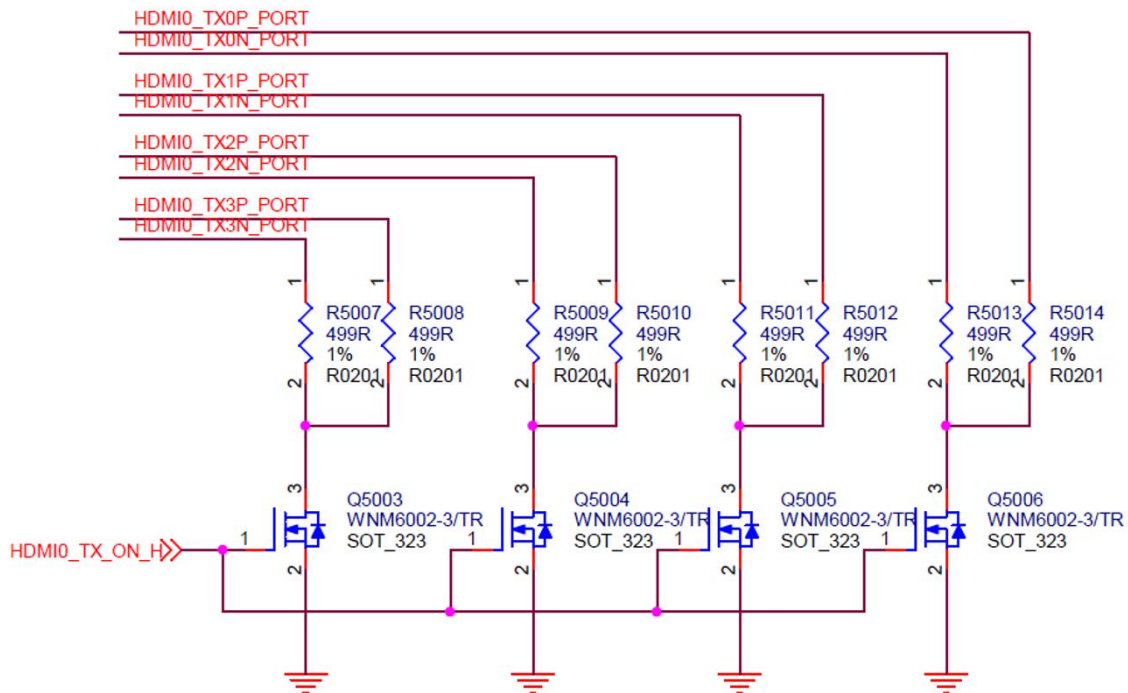 HDMI0_TX0P_PORT
HDMI0_TX0N_PORT
HDMI0_TX1P_PORT
HDMI0_TX1N_PORT
HDMI0_TX2P_PORT
HDMI0_TX2N_PORT
HDMI0_TX3P_PORT
HDMI0_TX3N_PORT
1 1 1 1 1 1 1 1
R5007 R5008 R5009 R5010 R5011 R5012 R5013 R5014
499R 499R 499R 499R 499R 499R 499R 499R
1% 1% 1% 1% 1% 1% 1% 1%
R0201 R0201 R0201 R0201 R0201 R0201 R0201 R0201
2 2 2 2 2 2 2 2
3 3 3 3
Q5003 Q5004 Q5005 Q5006
WNM6002-3/TR WNM6002-3/TR WNM6002-3/TR WNM6002-3/TR
SOT_323 SOT_323 SOT_323 SOT_323
HDMI0_TX_ON_H 1 1 1 1
2 2 2 2